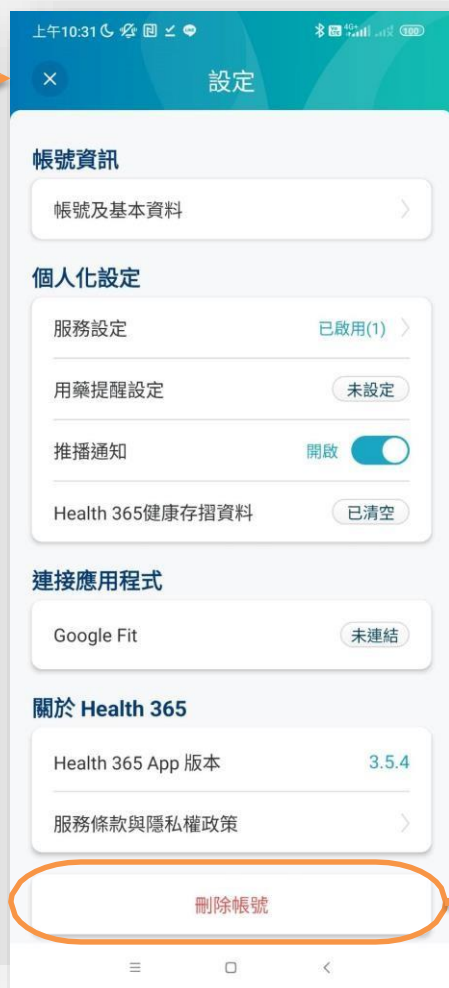 上午10:31
4G+
100
設定
帳號資訊
帳號及基本資料
個人化設定
服務設定 已啟用(1)
用藥提醒設定 未設定
推播通知 開啟
Health 365健康存摺資料 已清空
連接應用程式
Google Fit 未連結
關於 Health 365
Health 365 App 版本 3.5.4
服務條款與隱私權政策
刪除帳號